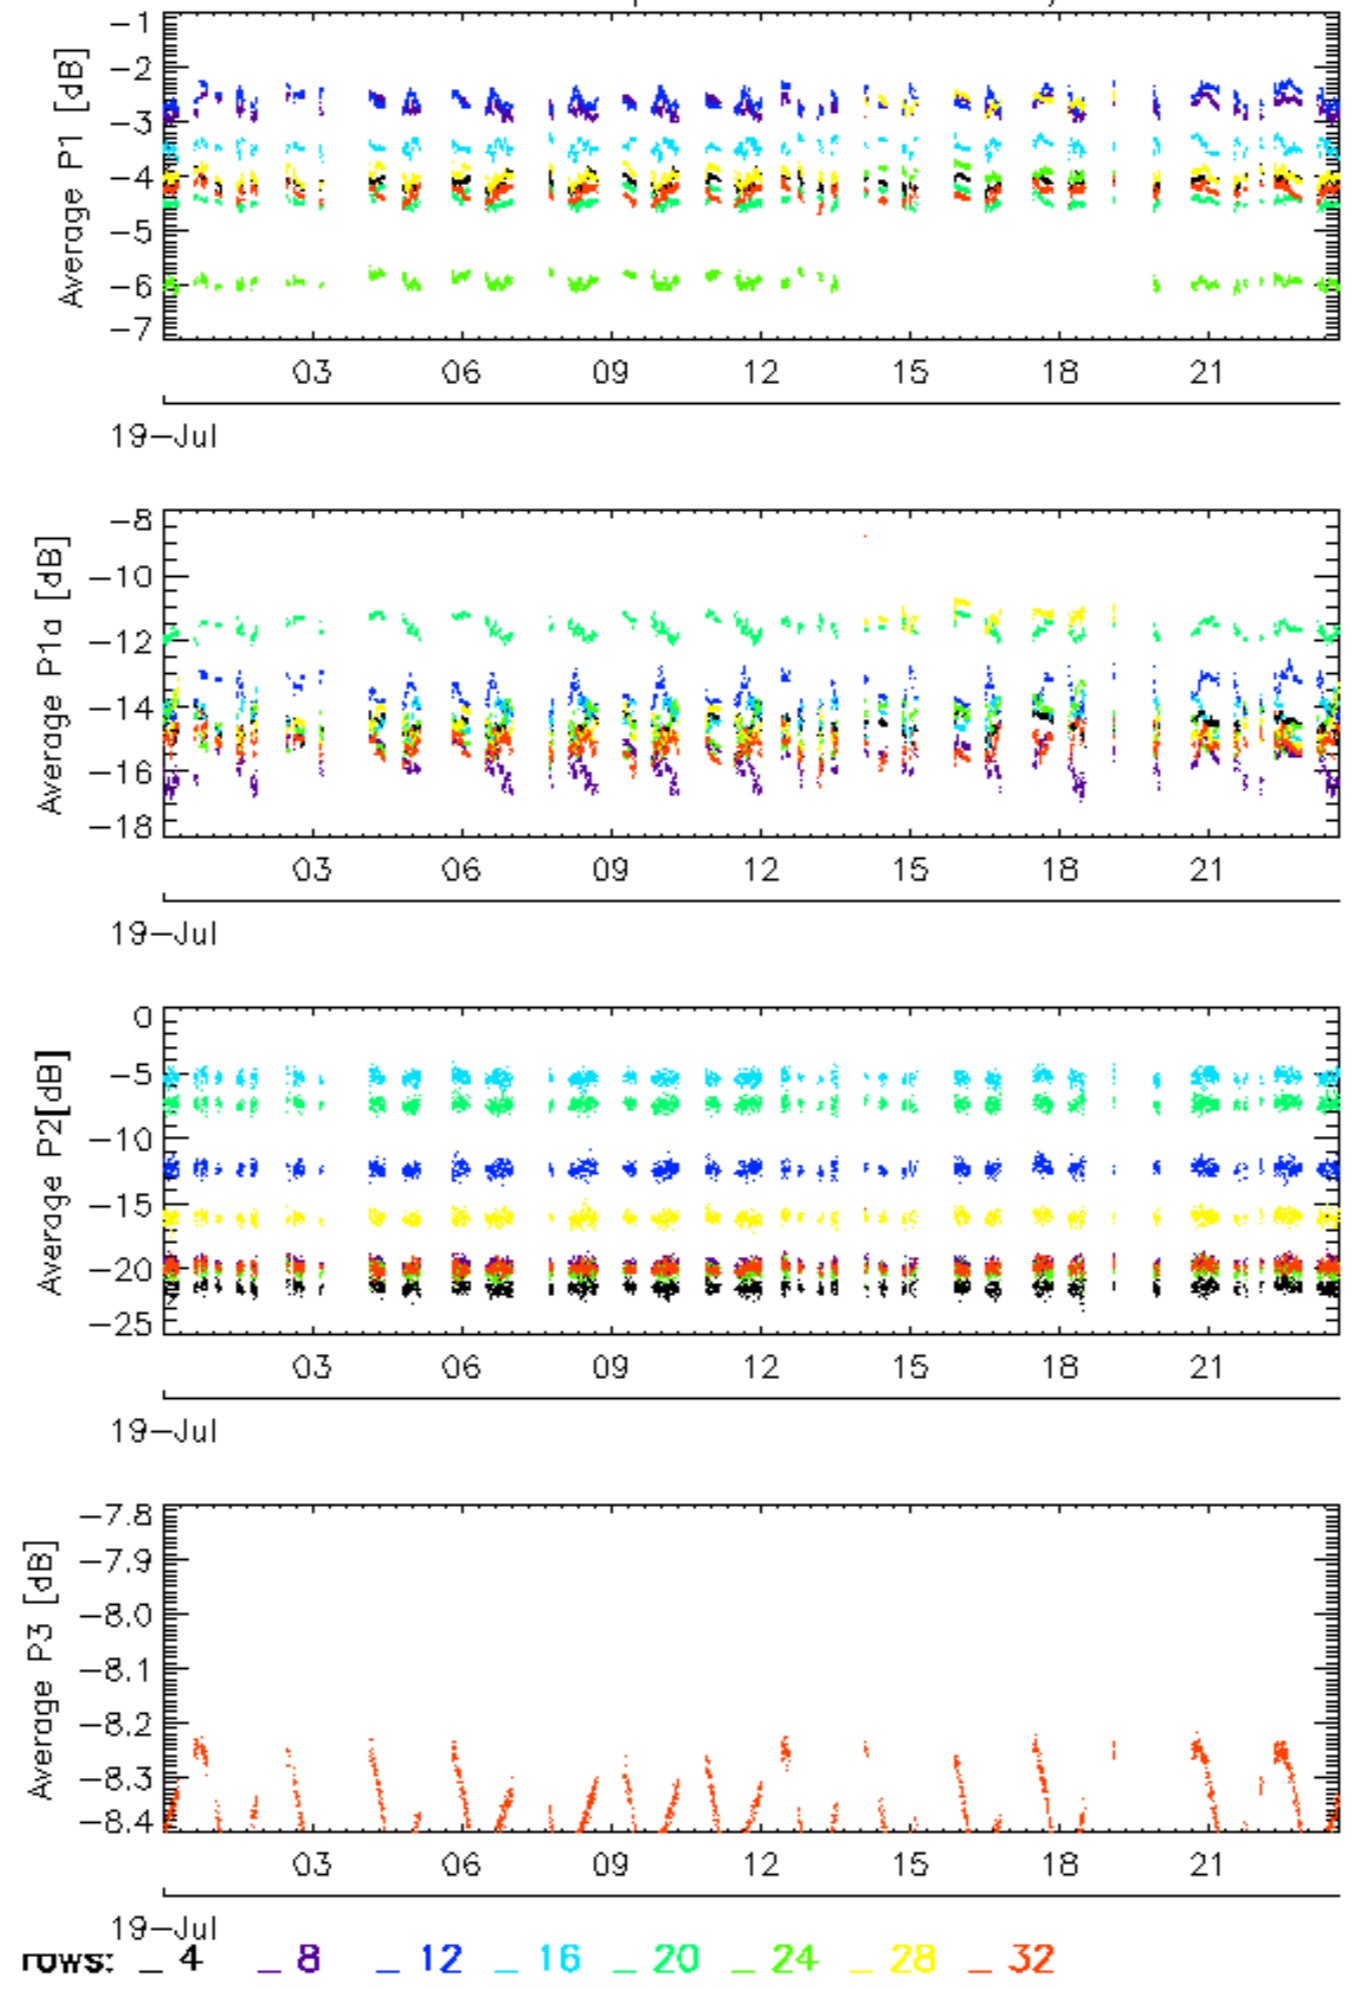 -1
-2
-3
-4
-5
-6
-7
Average P1 [dB]
03 06 09 12 15 18 21
19-Jul
-8
-10
-12
-14
-16
-18
Average P1a [dB]
03 06 09 12 15 18 21
19-Jul
0
-5
-10
-15
-20
-25
Average P2[dB]
03 06 09 12 15 18 21
19-Jul
-7.8
-7.9
-8.0
-8.1
-8.2
-8.3
-8.4
Average P3 [dB]
03 06 09 12 15 18 21
19-Jul
rows: _ 4 _ 8 _ 12 _ 16 _ 20 _ 24 _ 28 _ 32